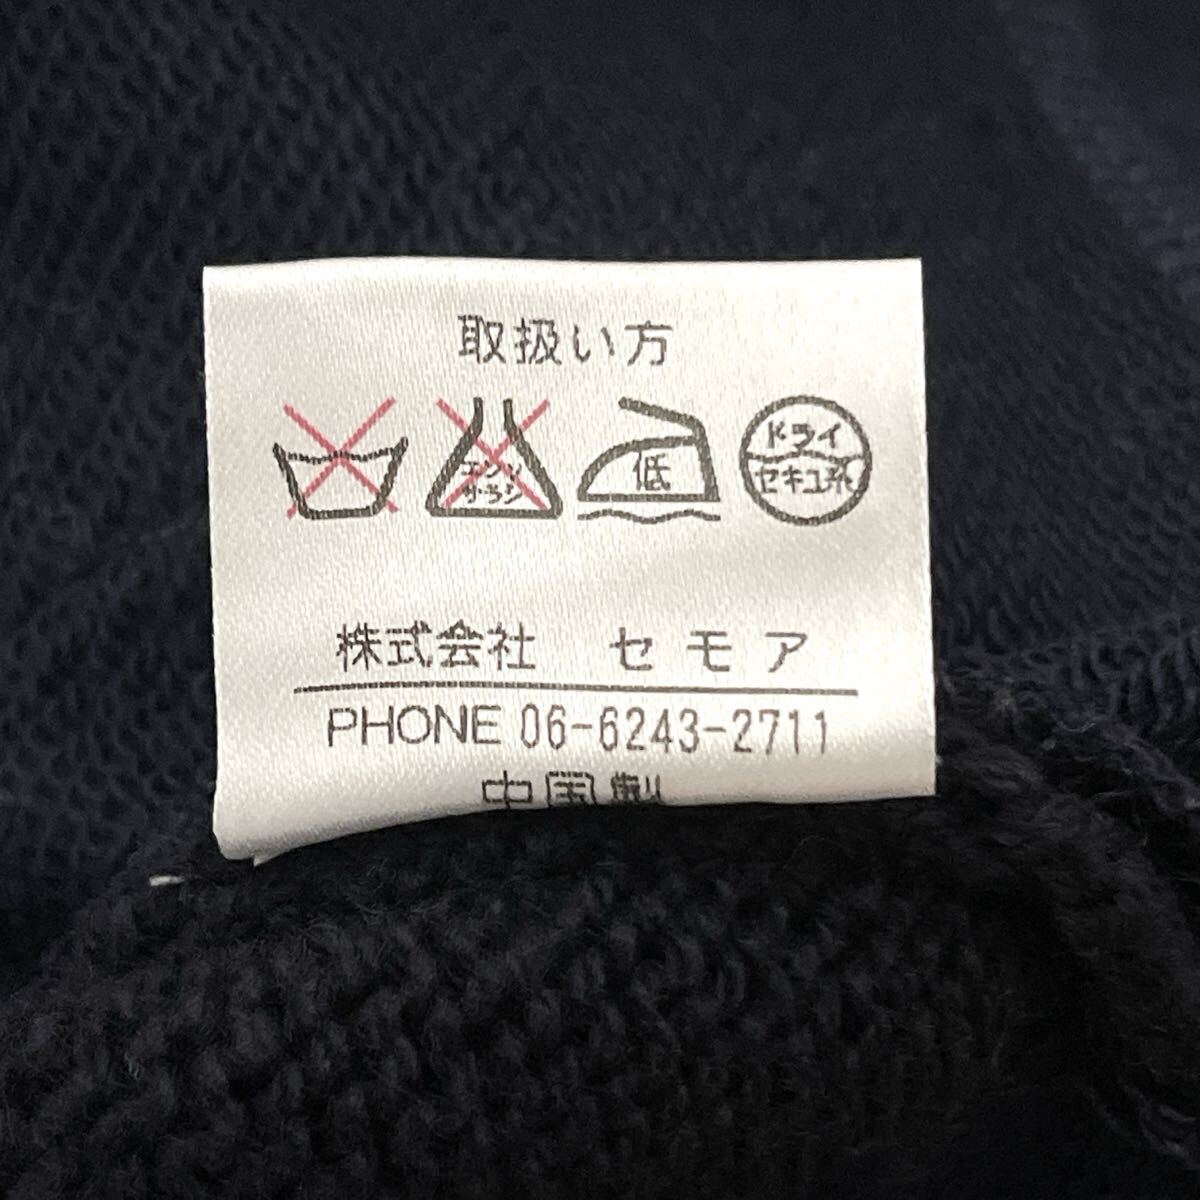 取扱い方
エンソ サラシ 低 ドライ セキユ系
株式会社 セモア
PHONE 06-6243-2711
中国製